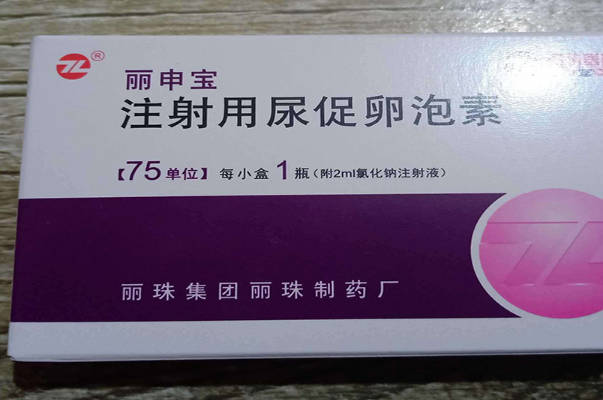 丽申宝
注射用尿促卵泡素
【75单位】每小盒1瓶(附2ml氯化钠注射液)
丽珠集团丽珠制药厂